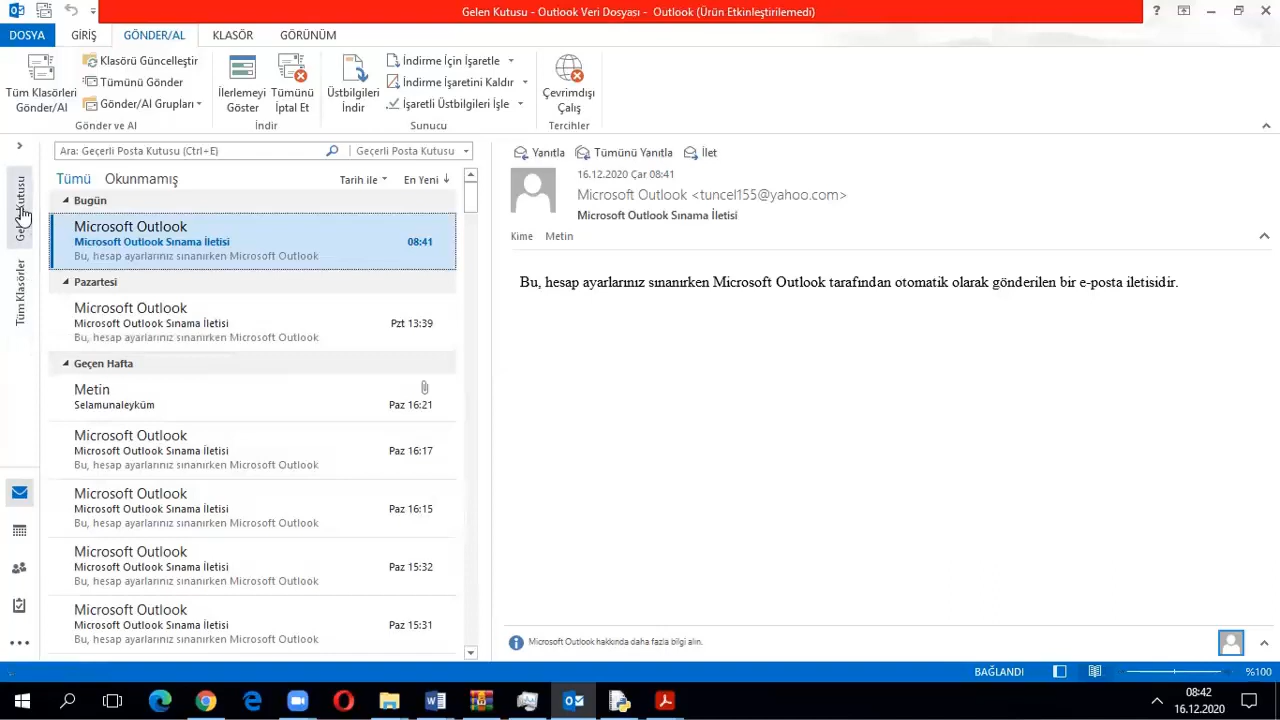 Gelen Kutusu - Outlook Veri Dosyası - Outlook (Ürün Etkinleştirilemedi)
DOSYA GİRİŞ GÖNDER/AL KLASÖR GÖRÜNÜM
Tüm Klasörleri Gönder/Al
Klasörü Güncelleştir
Tümünü Gönder
Gönder/Al Grupları
Gönder ve Al
İlerlemeyi Göster
Tümünü İptal Et
İndir
Üstbilgileri İndir
İndirme İçin İşaretle
İndirme İşaretini Kaldır
İşaretli Üstbilgileri İşle
Sunucu
Çevrimdışı Çalış
Tercihler
Tüm Klasörler
Ara: Geçerli Posta Kutusu (Ctrl+E) Geçerli Posta Kutusu
Tümü Okunmamış Tarih ile En Yeni
Bugün
Microsoft Outlook
Microsoft Outlook Sınama İletisi 08:41
Bu, hesap ayarlarınız sınanırken Microsoft Outlook
Pazartesi
Microsoft Outlook
Microsoft Outlook Sınama İletisi Pzt 13:39
Bu, hesap ayarlarınız sınanırken Microsoft Outlook
Geçen Hafta
Metin
Selamunaleyküm Paz 16:21
Microsoft Outlook
Microsoft Outlook Sınama İletisi Paz 16:17
Bu, hesap ayarlarınız sınanırken Microsoft Outlook
Microsoft Outlook
Microsoft Outlook Sınama İletisi Paz 16:15
Bu, hesap ayarlarınız sınanırken Microsoft Outlook
Microsoft Outlook
Microsoft Outlook Sınama İletisi Paz 15:32
Bu, hesap ayarlarınız sınanırken Microsoft Outlook
Microsoft Outlook
Microsoft Outlook Sınama İletisi Paz 15:31
Bu, hesap ayarlarınız sınanırken Microsoft Outlook
Yanıtla Tümünü Yanıtla İlet
16.12.2020 Çar 08:41
Microsoft Outlook <tuncel155@yahoo.com>
Microsoft Outlook Sınama İletisi
Kime Metin
Bu, hesap ayarlarınız sınanırken Microsoft Outlook tarafından otomatik olarak gönderilen bir e-posta iletisidir.
Microsoft Outlook hakkında daha fazla bilgi alın.
BAĞLANDI %100
08:42
16.12.2020